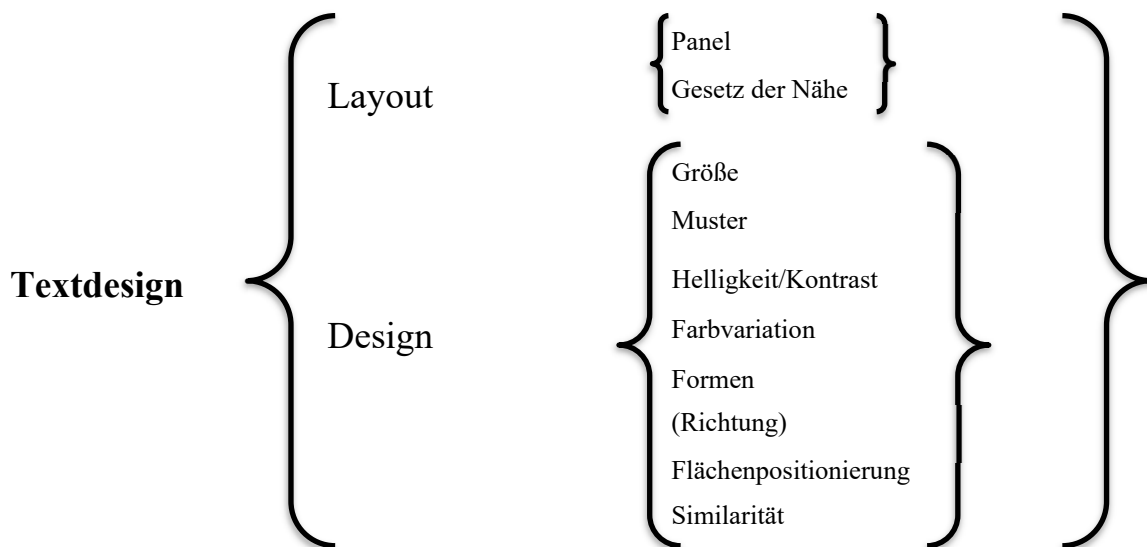 Panel
Layout
Gesetz der Nähe
Größe
Muster
Helligkeit/Kontrast
Textdesign
Farbvariation
Design
Formen
(Richtung)
Flächenpositionierung
Similarität